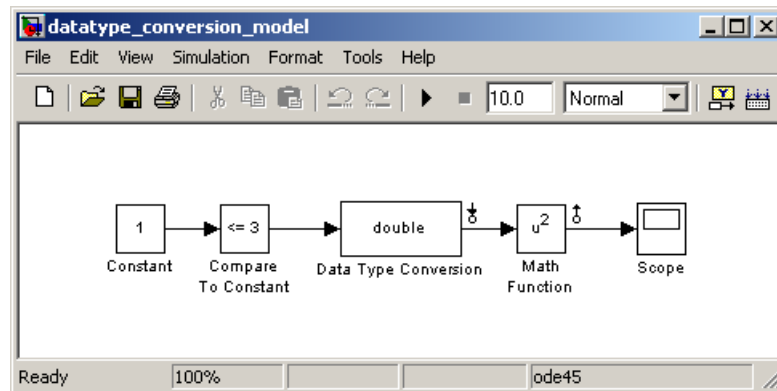 datatype_conversion_model
File Edit View Simulation Format Tools Help
10.0 Normal
1 <= 3 double u²
Constant Compare To Constant Data Type Conversion Math Function Scope
Ready 100% ode45